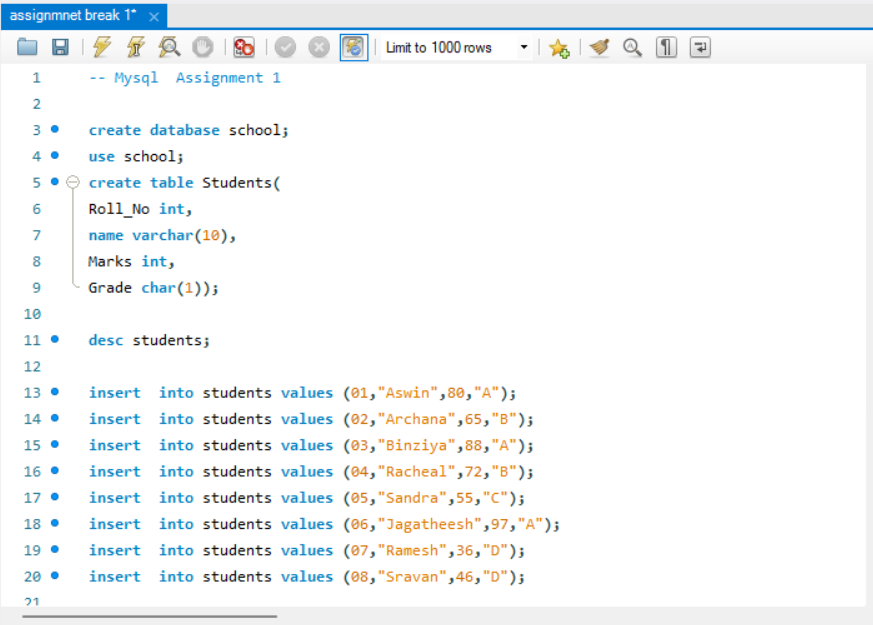 assignmnet break 1*
Limit to 1000 rows
1 -- Mysql  Assignment 1
2
3 create database school;
4 use school;
5 create table Students(
6 Roll_No int,
7 name varchar(10),
8 Marks int,
9 Grade char(1));
10
11 desc students;
12
13 insert  into students values (01,"Aswin",80,"A");
14 insert  into students values (02,"Archana",65,"B");
15 insert  into students values (03,"Binziya",88,"A");
16 insert  into students values (04,"Racheal",72,"B");
17 insert  into students values (05,"Sandra",55,"C");
18 insert  into students values (06,"Jagatheesh",97,"A");
19 insert  into students values (07,"Ramesh",36,"D");
20 insert  into students values (08,"Sravan",46,"D");
21